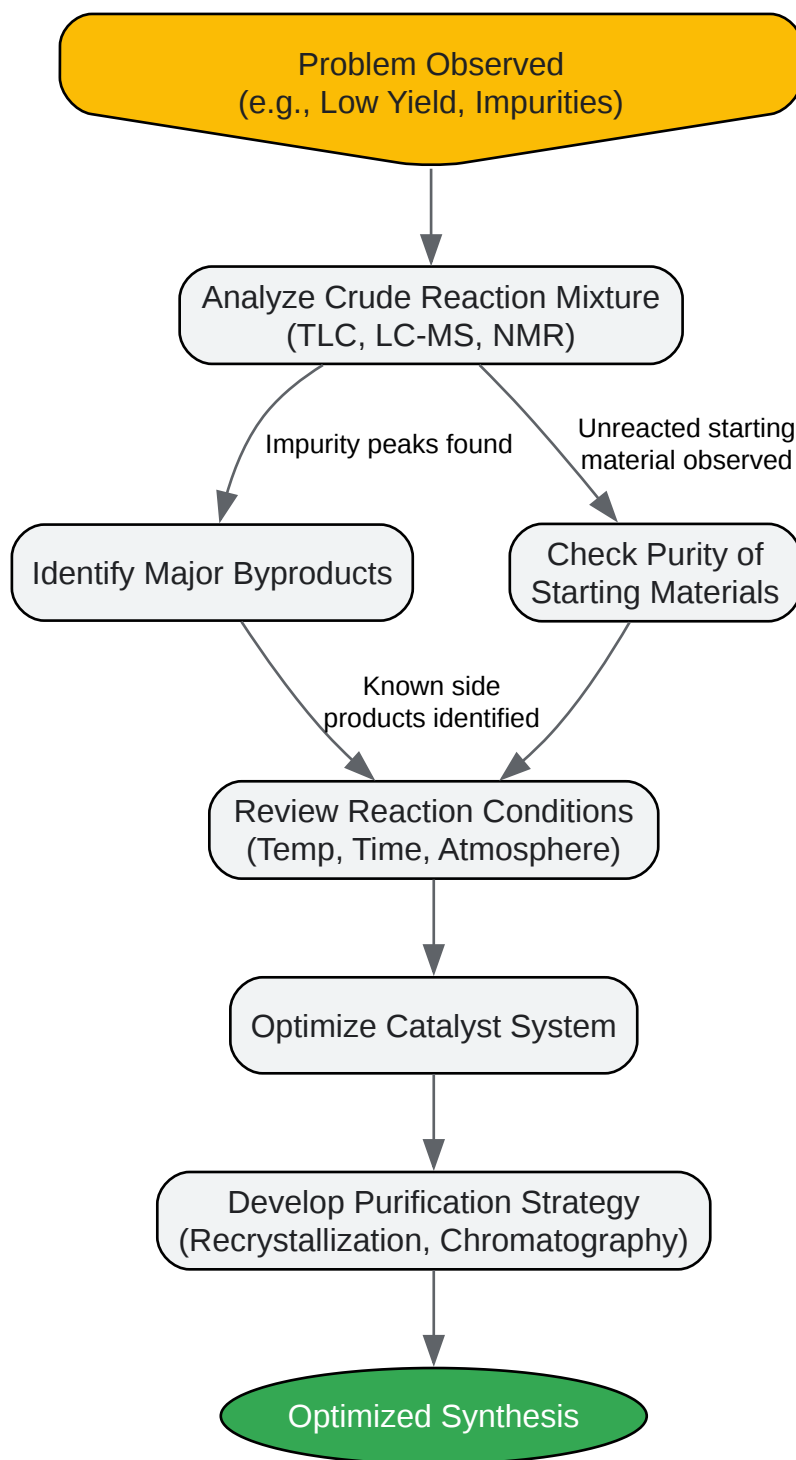 Problem Observed
(e.g., Low Yield, Impurities)
Analyze Crude Reaction Mixture
(TLC, LC-MS, NMR)
Impurity peaks found
Unreacted starting
material observed
Identify Major Byproducts
Check Purity of
Starting Materials
Known side
products identified
Review Reaction Conditions
(Temp, Time, Atmosphere)
Optimize Catalyst System
Develop Purification Strategy
(Recrystallization, Chromatography)
Optimized Synthesis